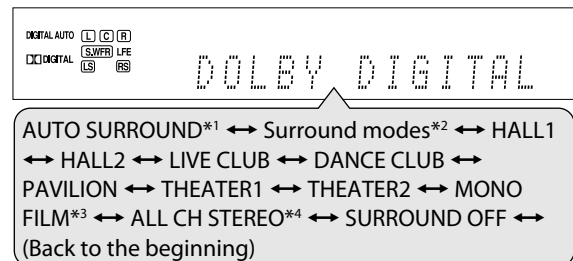 DIGITAL AUTO L C R
DIGITAL S.WFR LFE
LS RS
DOLBY DIGITAL
AUTO SURROUND*1 ↔ Surround modes*2 ↔ HALL1
↔ HALL2 ↔ LIVE CLUB ↔ DANCE CLUB ↔
PAVILION ↔ THEATER1 ↔ THEATER2 ↔ MONO
FILM*3 ↔ ALL CH STEREO*4 ↔ SURROUND OFF ↔
(Back to the beginning)